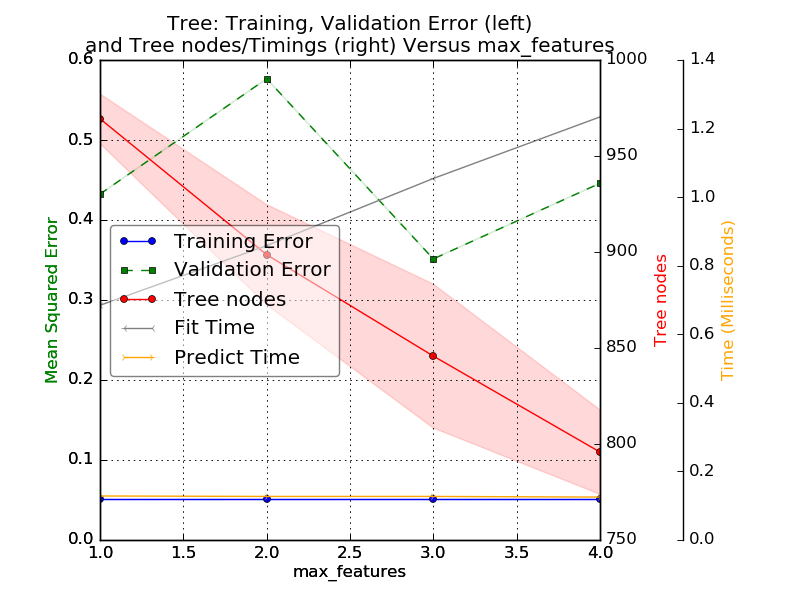 Tree: Training, Validation Error (left)
and Tree nodes/Timings (right) Versus max_features
0.6
0.5
0.4
0.3
0.2
0.1
0.0
Mean Squared Error
Training Error
Validation Error
Tree nodes
Fit Time
Predict Time
1.0 1.5 2.0 2.5 3.0 3.5 4.0
max_features
1000
950
900
850
800
750
Tree nodes
1.4
1.2
1.0
0.8
0.6
0.4
0.2
0.0
Time (Milliseconds)